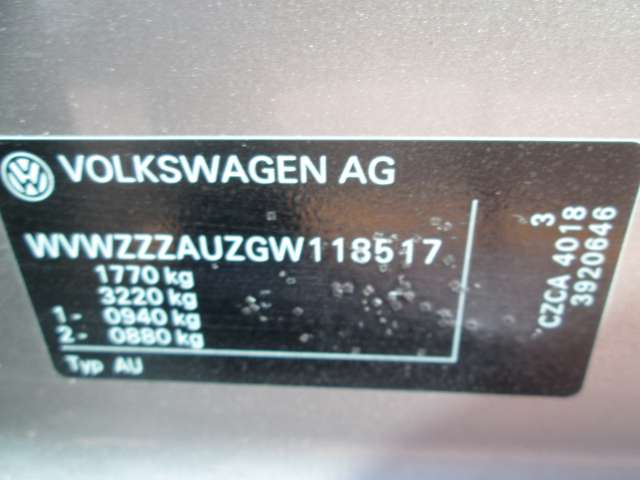 VOLKSWAGEN AG
WVWZZZAUZGW118517
1770 kg
3220 kg
1- 0940 kg
2- 0880 kg
Typ AU
3
CZCA 4018
3920646